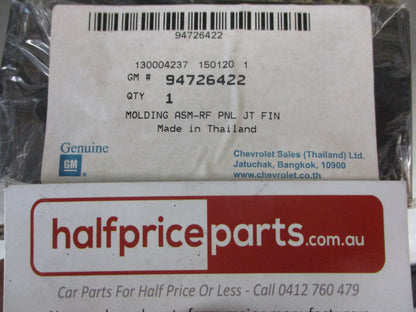 94726422
130004237 150120 1
GM # 94726422
QTY 1
MOLDING ASM-RF PNL JT FIN
Made in Thailand
Genuine
GM
Chevrolet Sales (Thailand) Ltd.
Jatuchak, Bangkok, 10900
www.chevrolet.co.th
halfpriceparts.com.au
Car Parts For Half Price Or Less - Call 0412 760 479